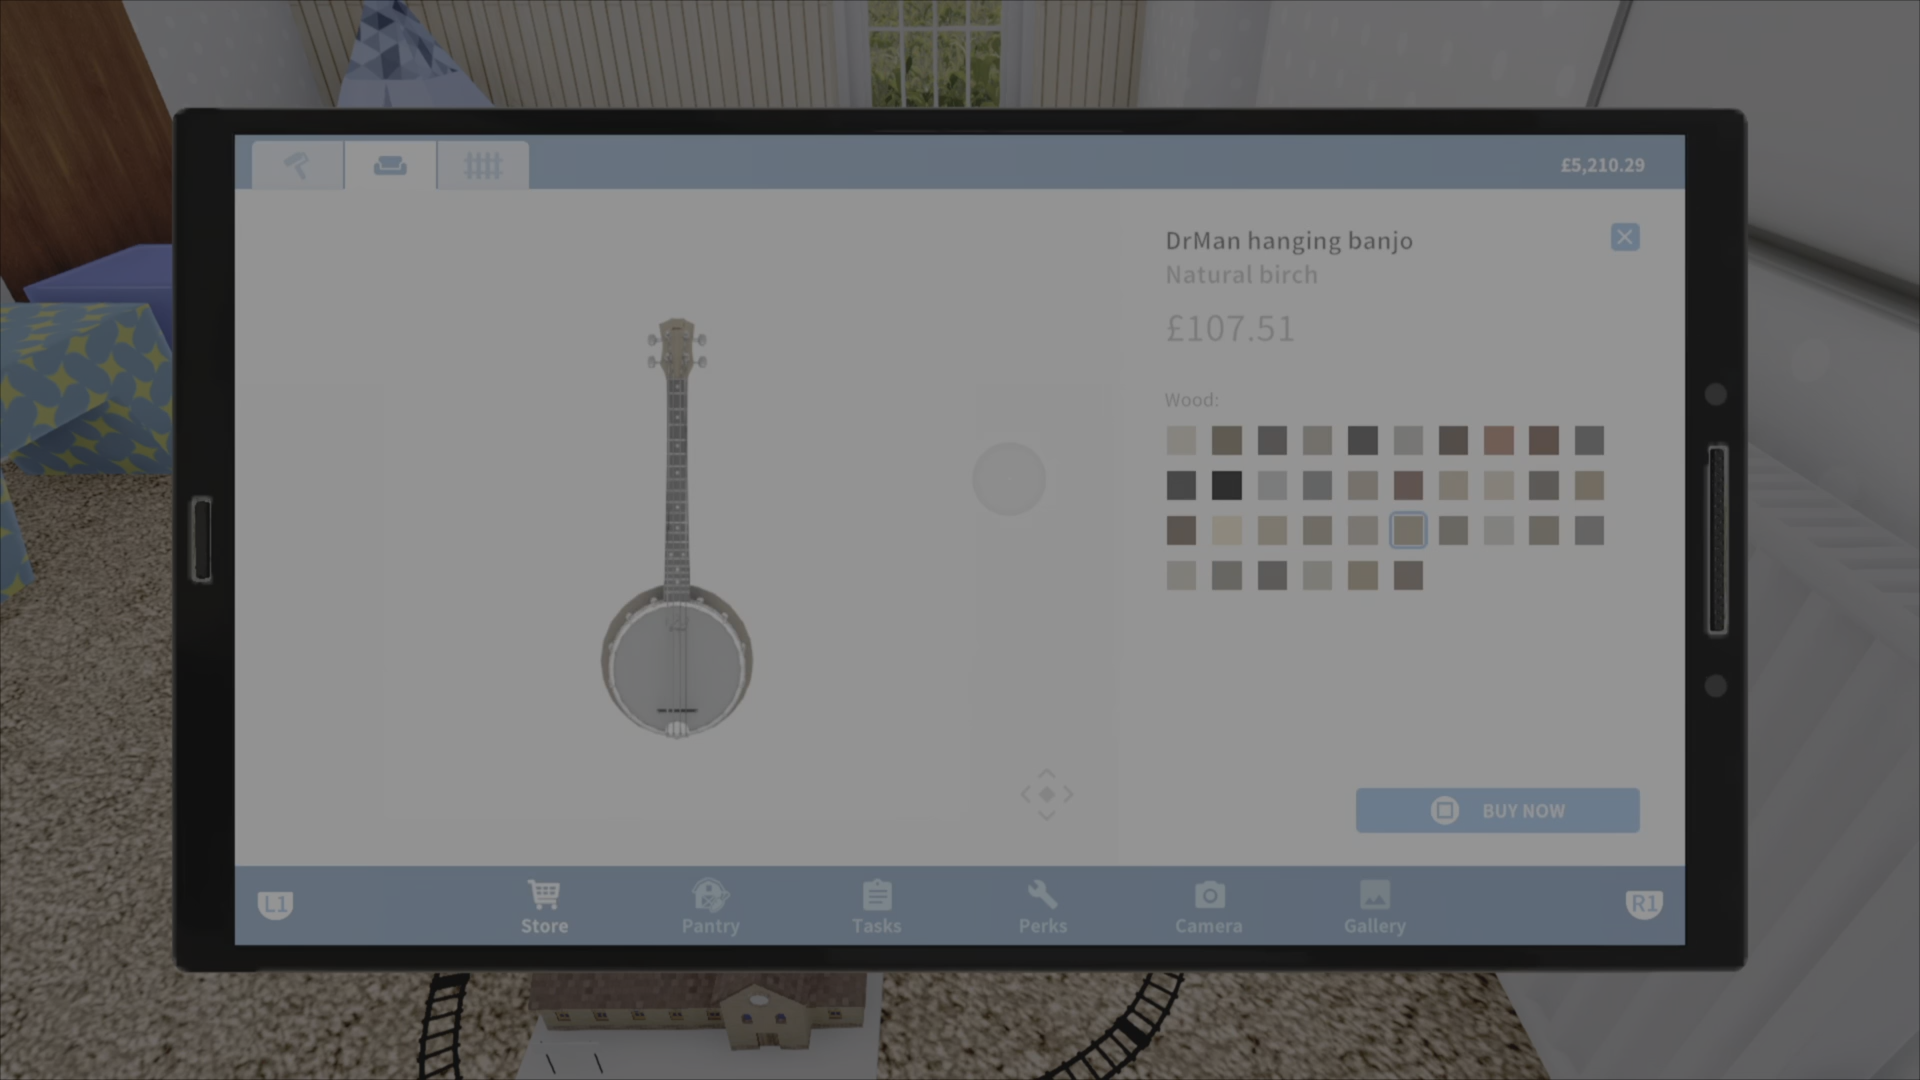 £5,210.29
DrMan hanging banjo
Natural birch
£107.51
Wood:
BUY NOW
L1
Store
Pantry
Tasks
Perks
Camera
Gallery
R1